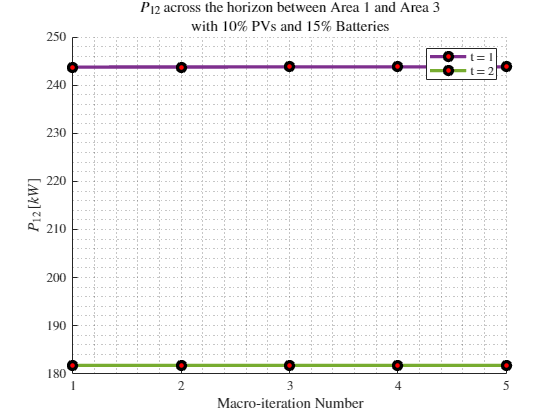 P12 across the horizon between Area 1 and Area 3
with 10% PVs and 15% Batteries
250
240
230
220
210
200
190
180
P12 [kW]
t = 1
t = 2
1 2 3 4 5
Macro-iteration Number